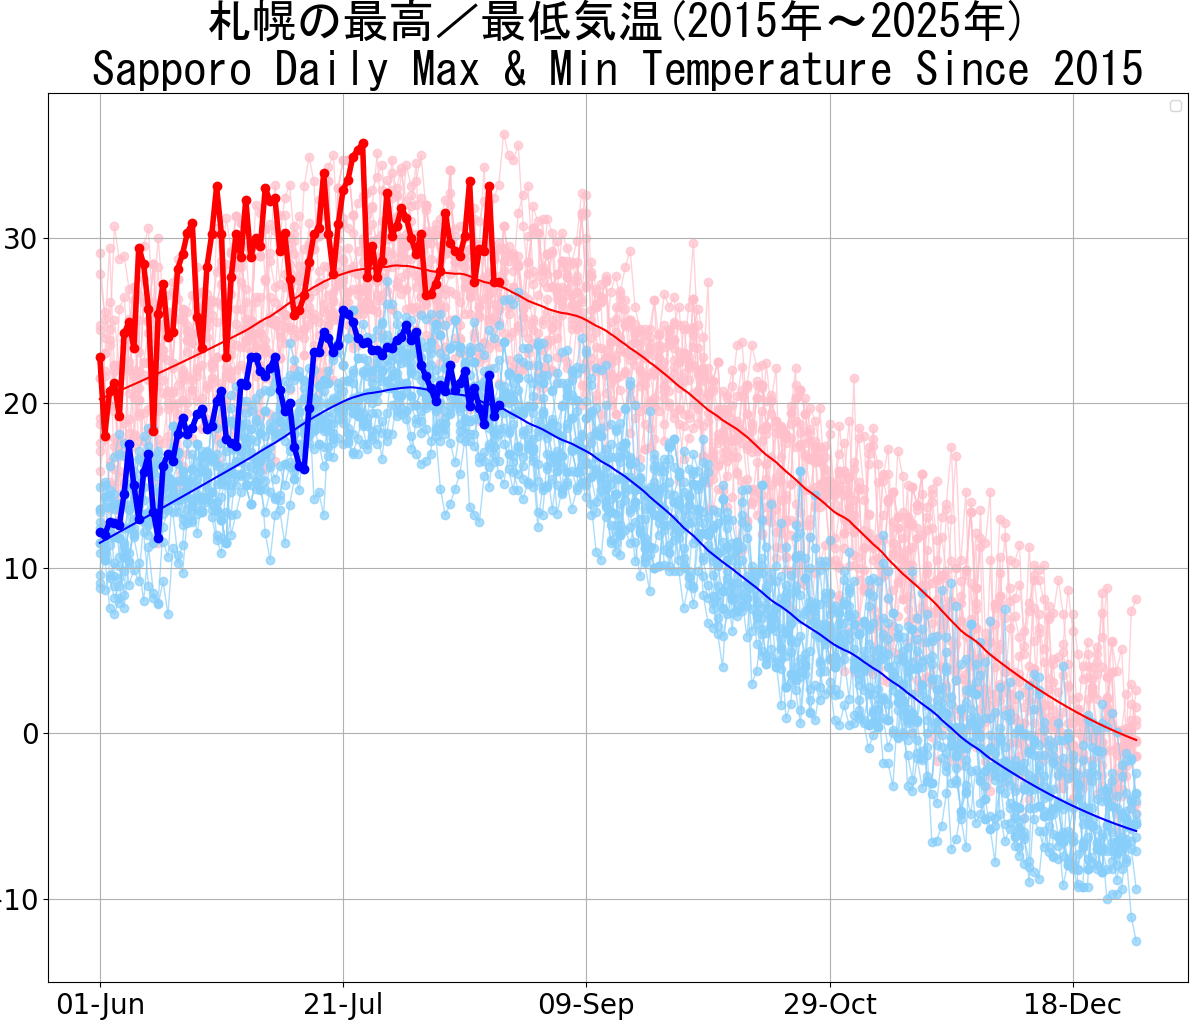 札幌の最高／最低気温(2015年～2025年)
Sapporo Daily Max & Min Temperature Since 2015
30
20
10
0
-10
01-Jun 21-Jul 09-Sep 29-Oct 18-Dec